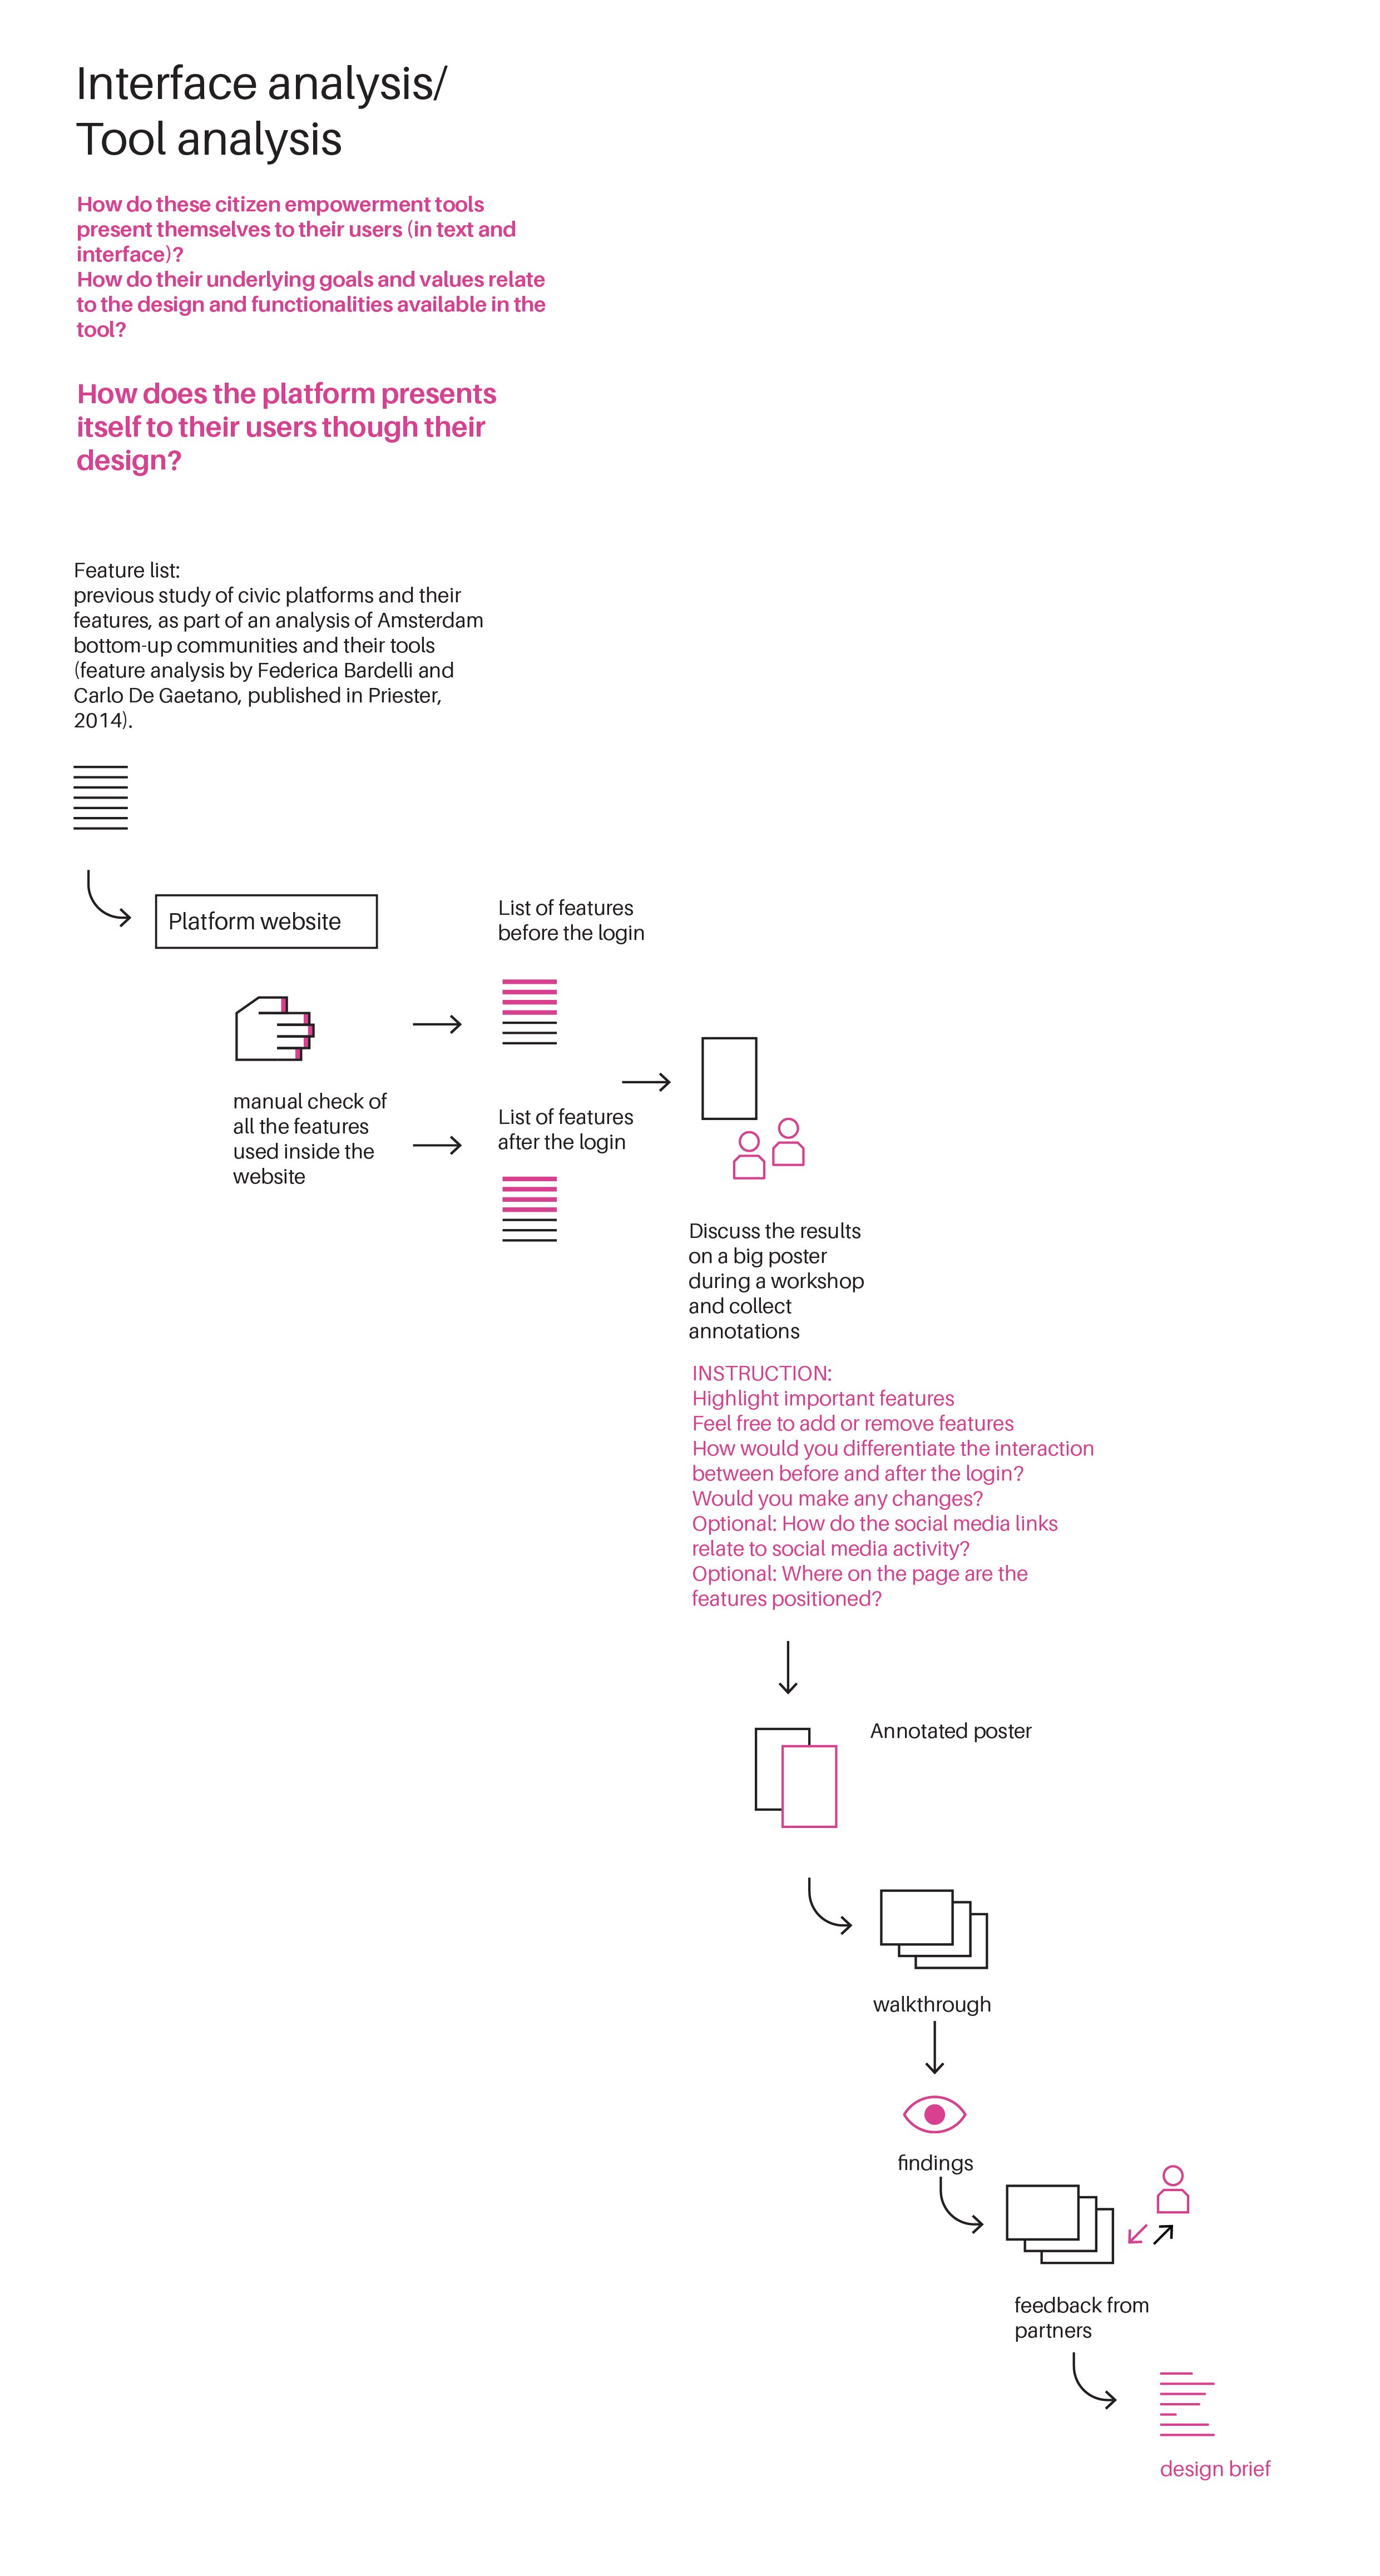 Interface analysis/
Tool analysis
How do these citizen empowerment tools
present themselves to their users (in text and
interface)?
How do their underlying goals and values relate
to the design and functionalities available in the
tool?
How does the platform presents
itself to their users though their
design?
Feature list:
previous study of civic platforms and their
features, as part of an analysis of Amsterdam
bottom-up communities and their tools
(feature analysis by Federica Bardelli and
Carlo De Gaetano, published in Priester,
2014).
Platform website
List of features
before the login
manual check of
all the features
used inside the
website
List of features
after the login
Discuss the results
on a big poster
during a workshop
and collect
annotations
INSTRUCTION:
Highlight important features
Feel free to add or remove features
How would you differentiate the interaction
between before and after the login?
Would you make any changes?
Optional: How do the social media links
relate to social media activity?
Optional: Where on the page are the
features positioned?
Annotated poster
walkthrough
findings
feedback from
partners
design brief